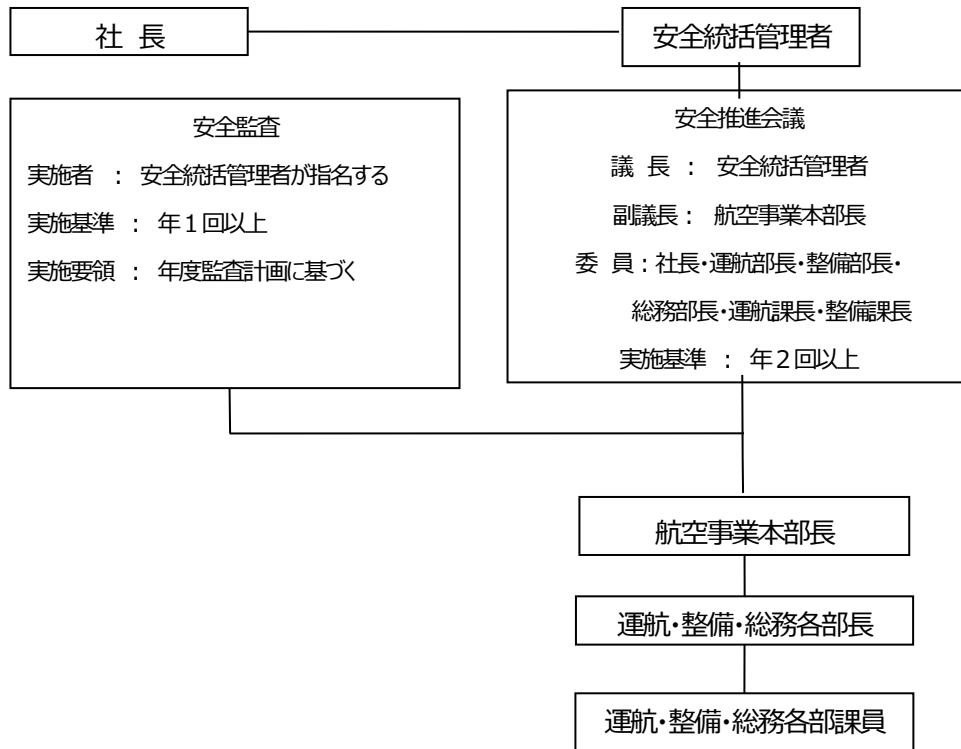 社 長
安全統括管理者
安全監査
実施者 : 安全統括管理者が指名する
実施基準 : 年１回以上
実施要領 : 年度監査計画に基づく
安全推進会議
議 長 : 安全統括管理者
副議長: 航空事業本部長
委 員:社長・運航部長・整備部長・
総務部長・運航課長・整備課長
実施基準 : 年２回以上
航空事業本部長
運航・整備・総務各部長
運航・整備・総務各部課員